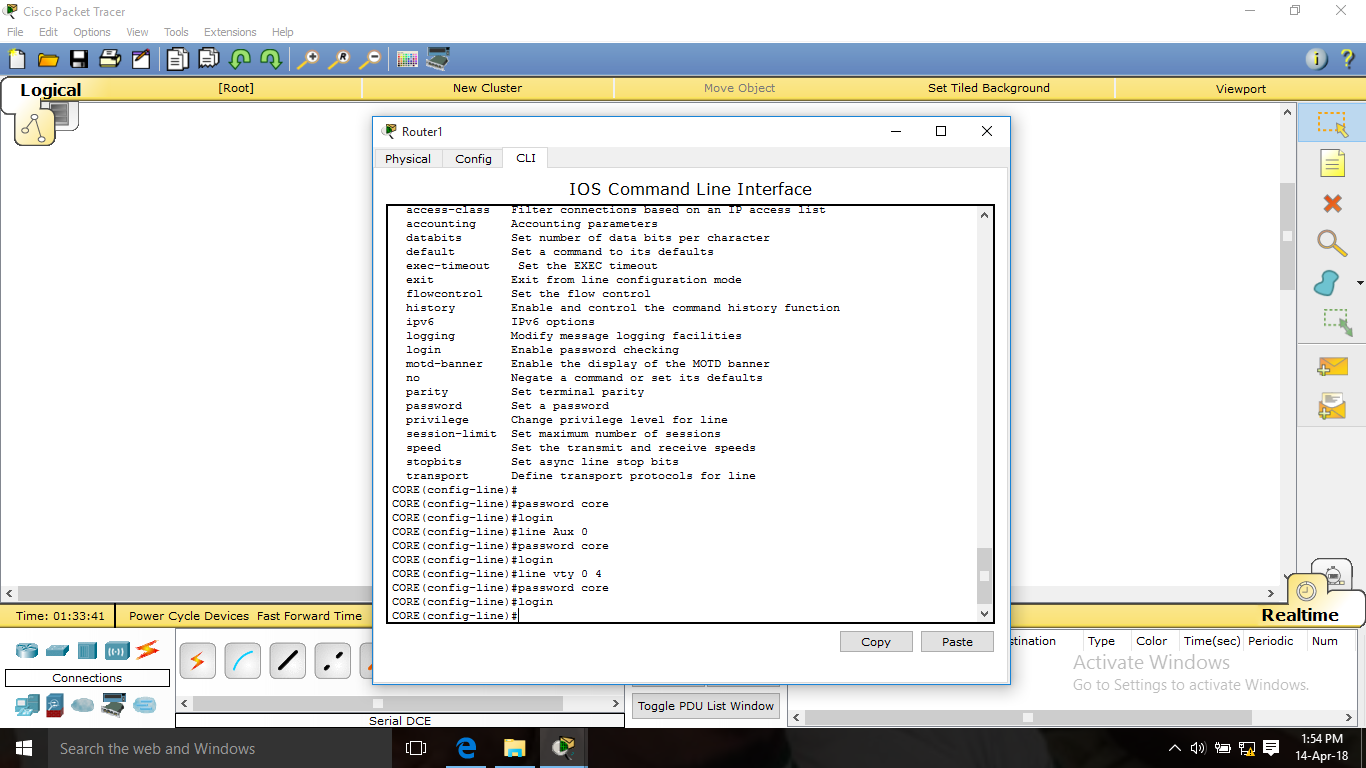 Cisco Packet Tracer
File Edit Options View Tools Extensions Help
Logical [Root] New Cluster Move Object Set Tiled Background Viewport
Router1
Physical Config CLI
IOS Command Line Interface
access-class Filter connections based on an IP access list
accounting Accounting parameters
databits Set number of data bits per character
default Set a command to its defaults
exec-timeout Set the EXEC timeout
exit Exit from line configuration mode
flowcontrol Set the flow control
history Enable and control the command history function
ipv6 IPv6 options
logging Modify message logging facilities
login Enable password checking
motd-banner Enable the display of the MOTD banner
no Negate a command or set its defaults
parity Set terminal parity
password Set a password
privilege Change privilege level for line
session-limit Set maximum number of sessions
speed Set the transmit and receive speeds
stopbits Set async line stop bits
transport Define transport protocols for line
CORE(config-line)#
CORE(config-line)#password core
CORE(config-line)#login
CORE(config-line)#line Aux 0
CORE(config-line)#password core
CORE(config-line)#login
CORE(config-line)#line vty 0 4
CORE(config-line)#password core
CORE(config-line)#login
CORE(config-line)#
Copy Paste
Time: 01:33:41 Power Cycle Devices Fast Forward Time Realtime
stination Type Color Time(sec) Periodic Num
Connections
Activate Windows
Go to Settings to activate Windows.
Toggle PDU List Window
Serial DCE
Search the web and Windows
1:54 PM
14-Apr-18